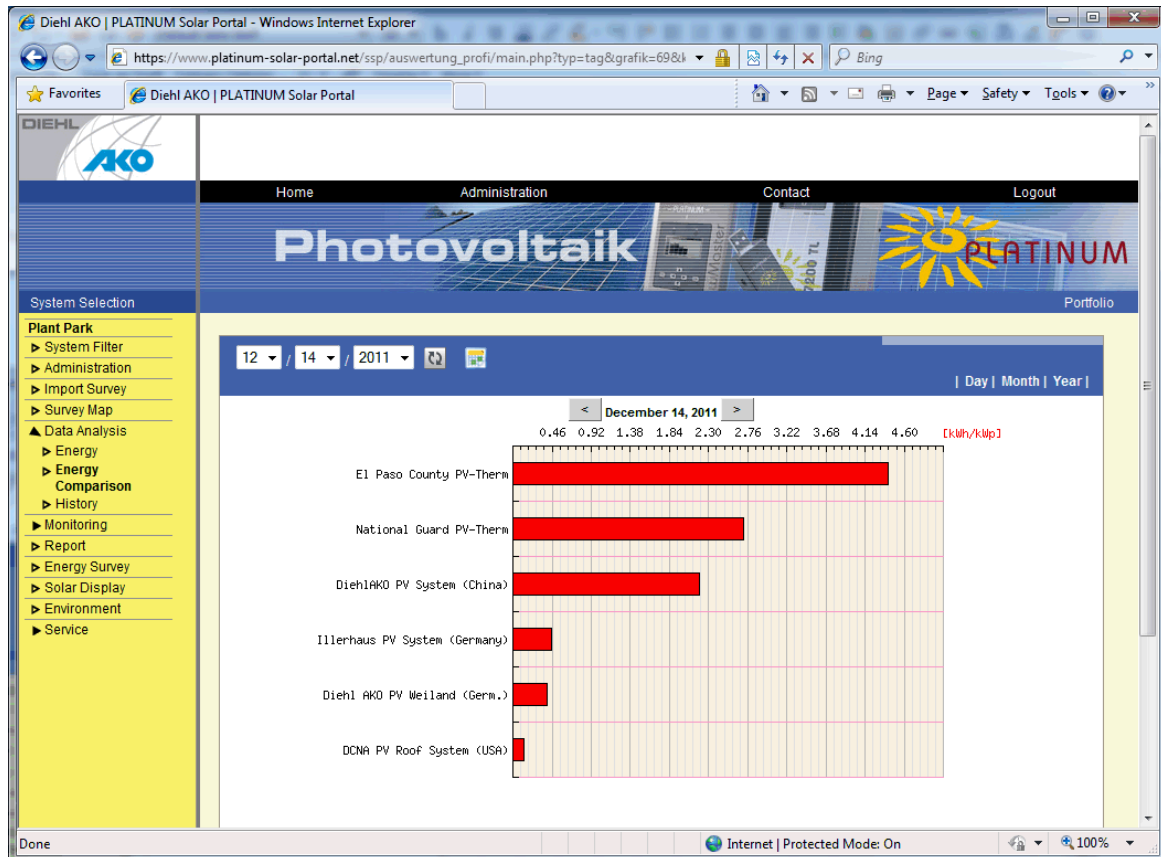 Diehl AKO | PLATINUM Solar Portal - Windows Internet Explorer
https://www.platinum-solar-portal.net/ssp/auswertung_profi/main.php?typ=tag&grafik=69&
Bing
Favorites
Diehl AKO | PLATINUM Solar Portal
Page
Safety
Tools
DIEHL
AKO
Home
Administration
Contact
Logout
Photovoltaik
PLATINUM
7200 TL
PLATINUM
System Selection
Portfolio
Plant Park
System Filter
Administration
Import Survey
Survey Map
Data Analysis
Energy
Energy
Comparison
History
Monitoring
Report
Energy Survey
Solar Display
Environment
Service
12 / 14 / 2011
| Day | Month | Year |
< December 14, 2011 >
0.46 0.92 1.38 1.84 2.30 2.76 3.22 3.68 4.14 4.60 [kWh/kWp]
El Paso County PV-Therm
National Guard PV-Therm
DiehlAKO PV System (China)
Illerhaus PV System (Germany)
Diehl AKO PV Weiland (Germ.)
DCNA PV Roof System (USA)
Done
Internet | Protected Mode: On
100%